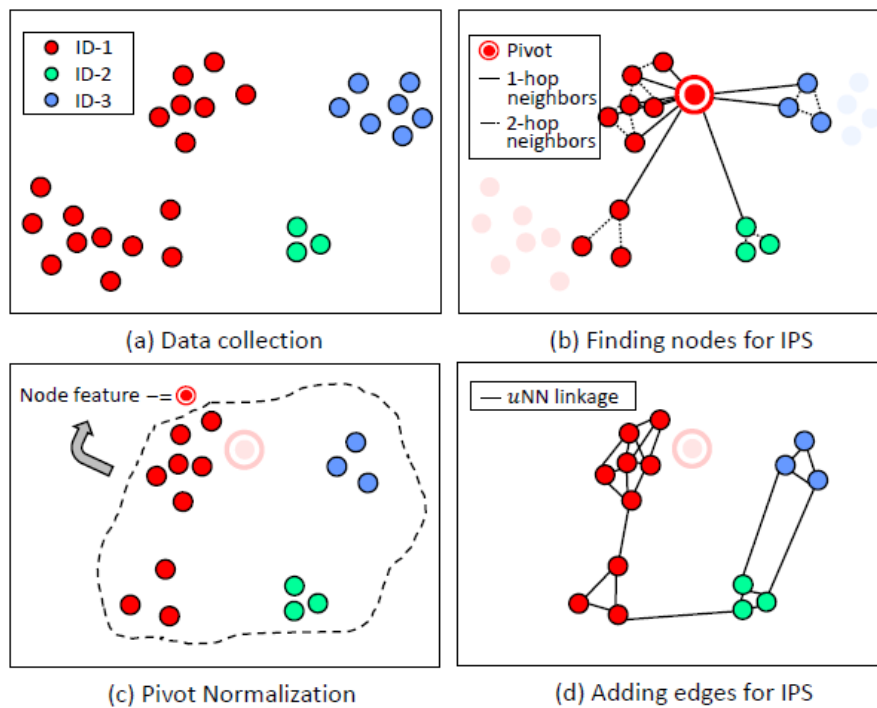 ID-1
ID-2
ID-3
(a) Data collection
Pivot
1-hop
neighbors
2-hop
neighbors
(b) Finding nodes for IPS
Node feature −=
(c) Pivot Normalization
uNN linkage
(d) Adding edges for IPS